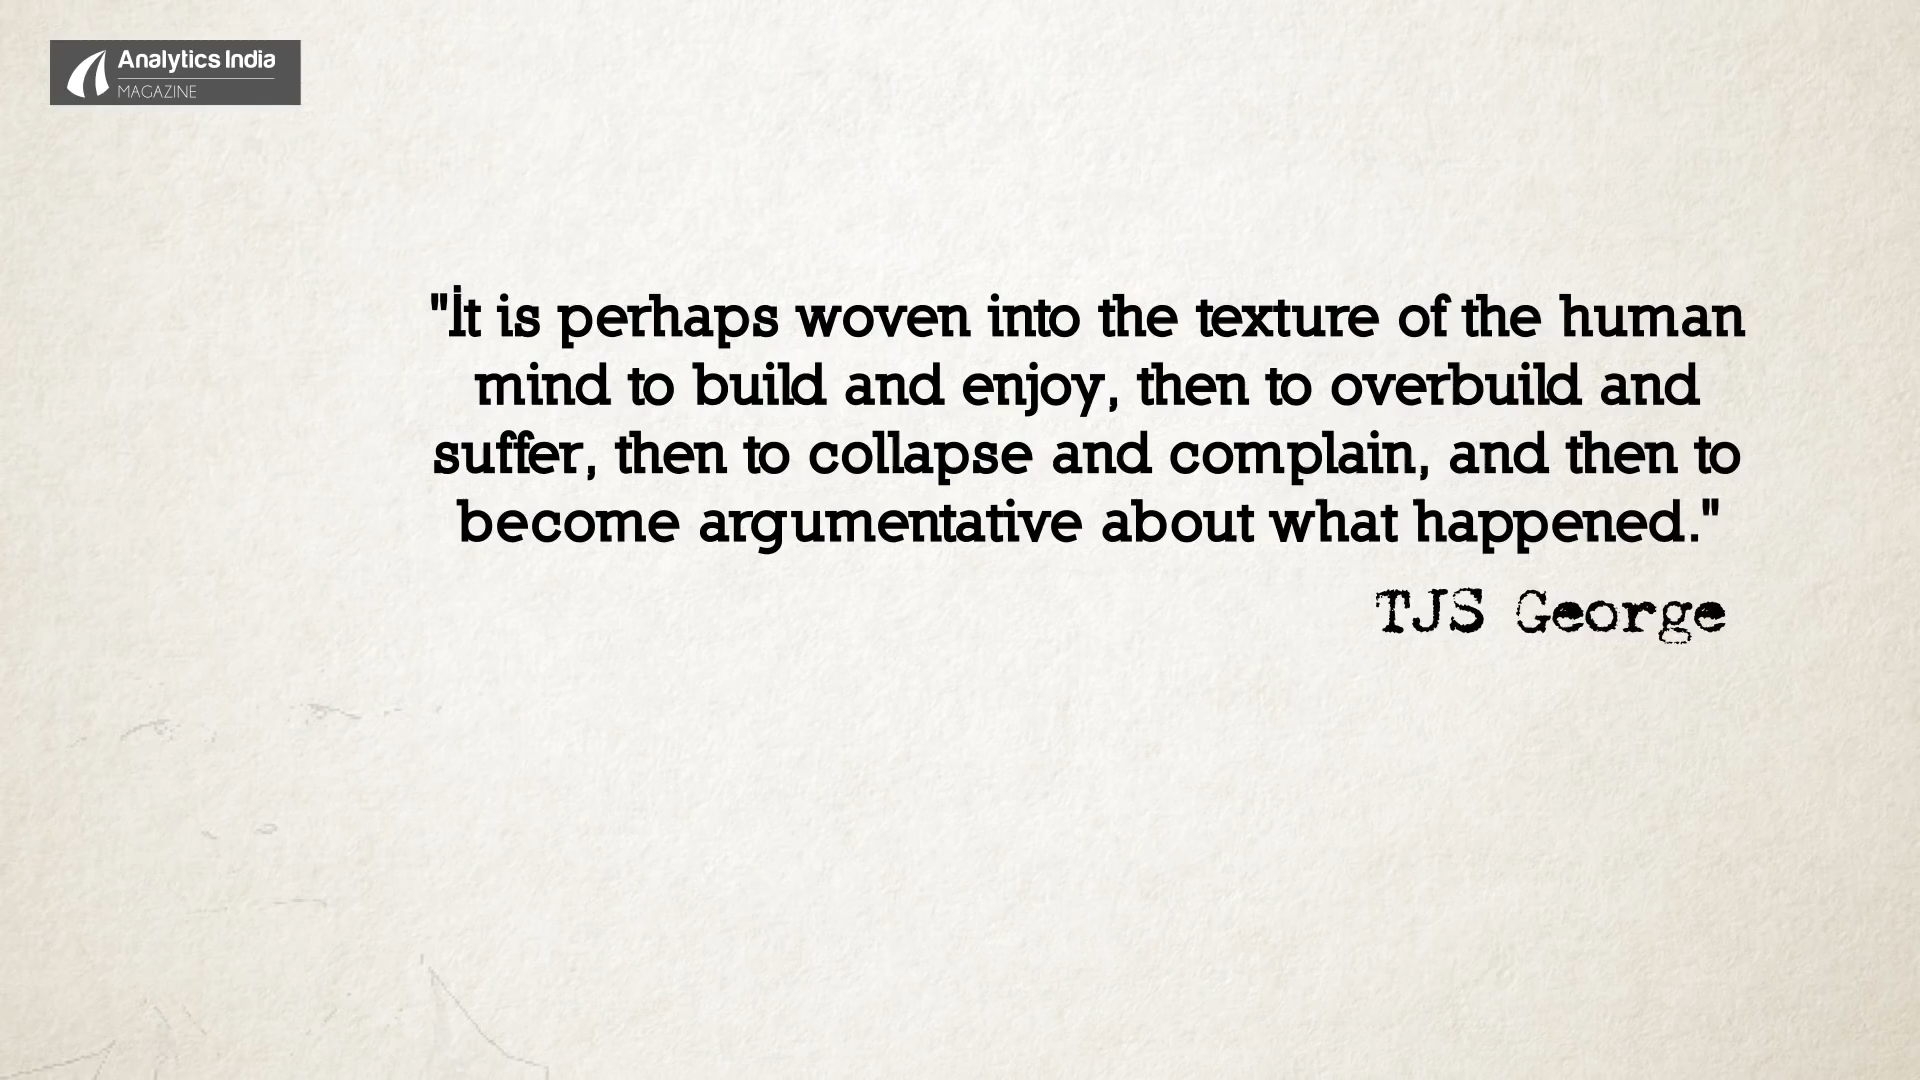 Analytics India
MAGAZINE
"İt is perhaps woven into the texture of the human
mind to build and enjoy, then to overbuild and
suffer, then to collapse and complain, and then to
become argumentative about what happened."
TJS George